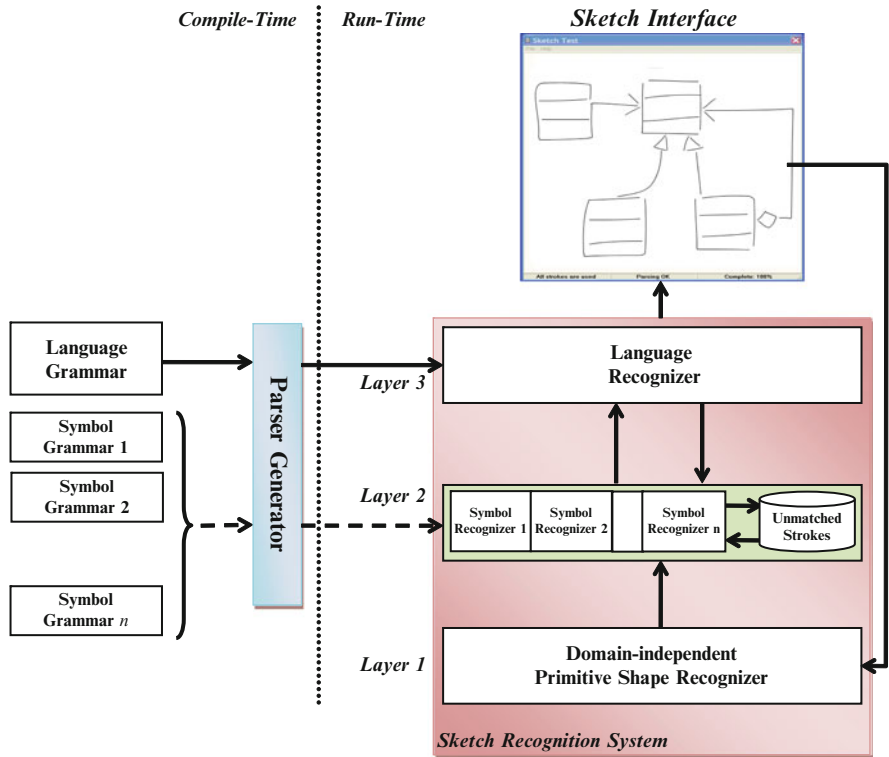 Compile-Time
Run-Time
Sketch Interface
Sketch Test
File Help
All strokes are used
Parsing OK
Complete: 100%
Language
Grammar
Symbol
Grammar 1
Symbol
Grammar 2
Symbol
Grammar n
Parser Generator
Layer 3
Language
Recognizer
Layer 2
Symbol
Recognizer 1
Symbol
Recognizer 2
Symbol
Recognizer n
Unmatched
Strokes
Layer 1
Domain-independent
Primitive Shape Recognizer
Sketch Recognition System